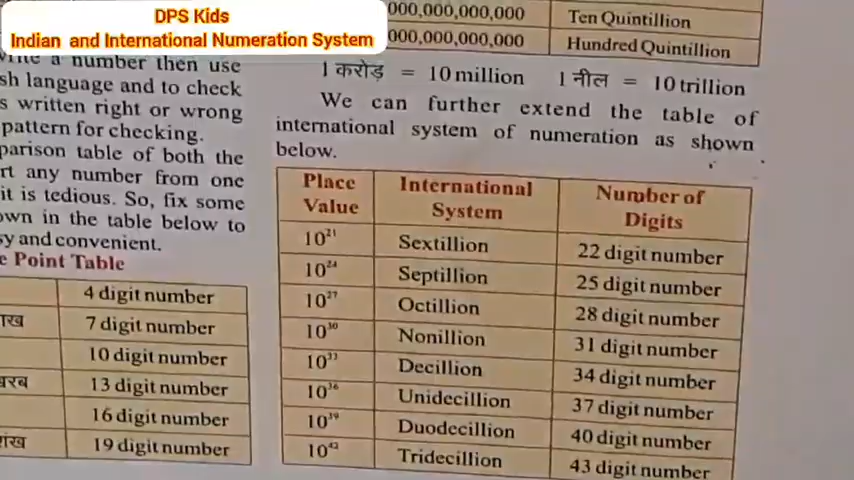 DPS Kids
Indian and International Numeration System
000,000,000,000 Ten Quintillion
000,000,000,000 Hundred Quintillion
a number then use
sh language and to check
s written right or wrong
pattern for checking.
parison table of both the
rt any number from one
it is tedious. So, fix some
own in the table below to
sy and convenient.
e Point Table
4 digit number
ाख 7 digit number
10 digit number
रब 13 digit number
16 digit number
शंख 19 digit number
1 करोड़ = 10 million 1 नील = 10 trillion
We can further extend the table of
international system of numeration as shown
below.
Place Value International System Number of Digits
10²¹ Sextillion 22 digit number
10²⁴ Septillion 25 digit number
10²⁷ Octillion 28 digit number
10³⁰ Nonillion 31 digit number
10³³ Decillion 34 digit number
10³⁶ Unidecillion 37 digit number
10³⁹ Duodecillion 40 digit number
10⁴² Tridecillion 43 digit number